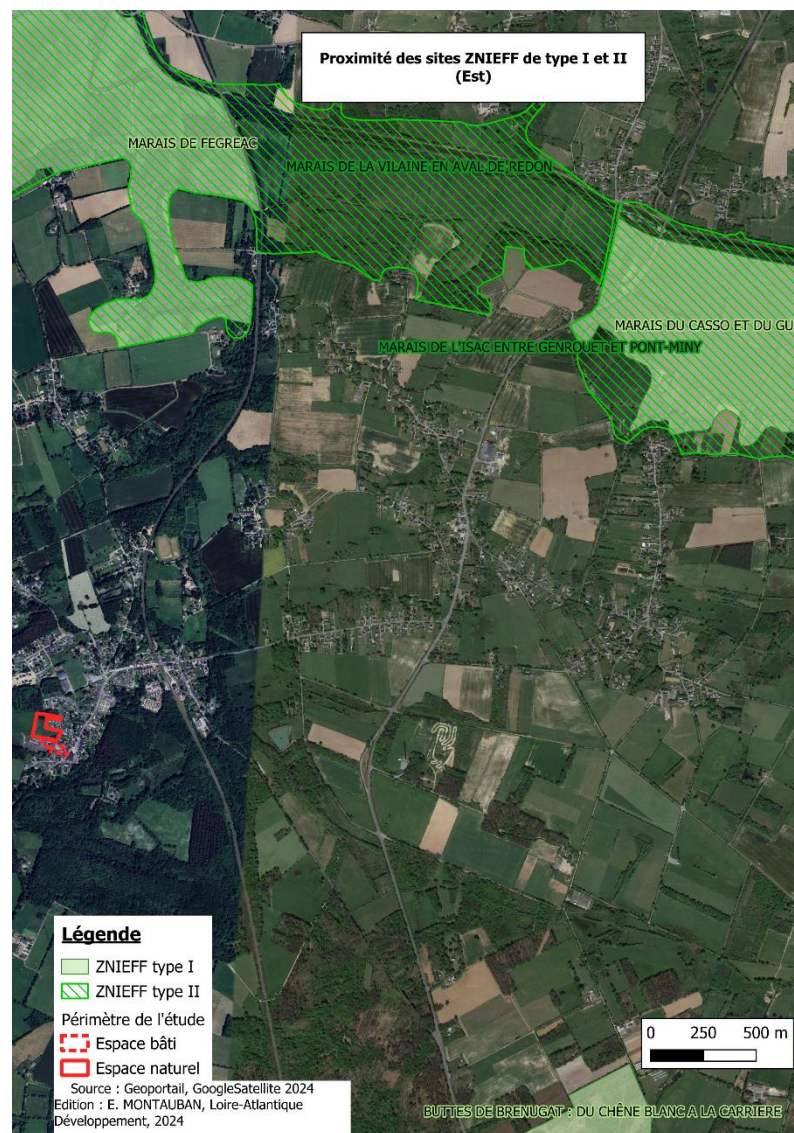 Proximité des sites ZNIEFF de type I et II
(Est)
MARAIS DE FEGREAC
MARAIS DE LA VILAINE EN AVAL DE REDON
MARAIS DU CASSO ET DU GU
MARAIS DE L'ISAC ENTRE GENROUET ET PONT-MINY
Légende
ZNIEFF type I
ZNIEFF type II
Périmètre de l'étude
Espace bâti
Espace naturel
Source : Geoportail, GoogleSatellite 2024
Edition : E. MONTAUBAN, Loire-Atlantique
Développement, 2024
0 250 500 m
BUTTES DE BRENUGAT : DU CHÊNE BLANC A LA CARRIERE